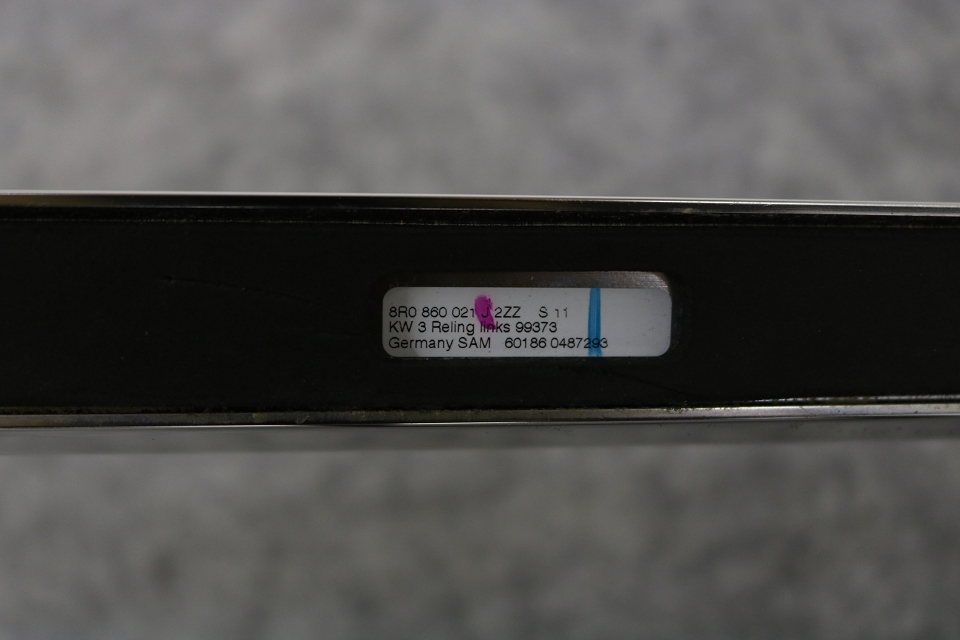 8R0 860 021 J 2ZZ S 11
KW 3 Reling links 99373
Germany SAM 60186 0487293